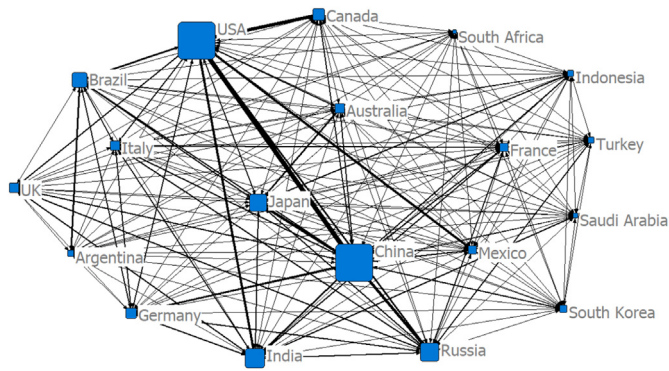 Canada
USA
South Africa
Indonesia
Brazil
Australia
Turkey
Italy
France
UK
Japan
Saudi Arabia
China
Mexico
Argentina
South Korea
Germany
Russia
India